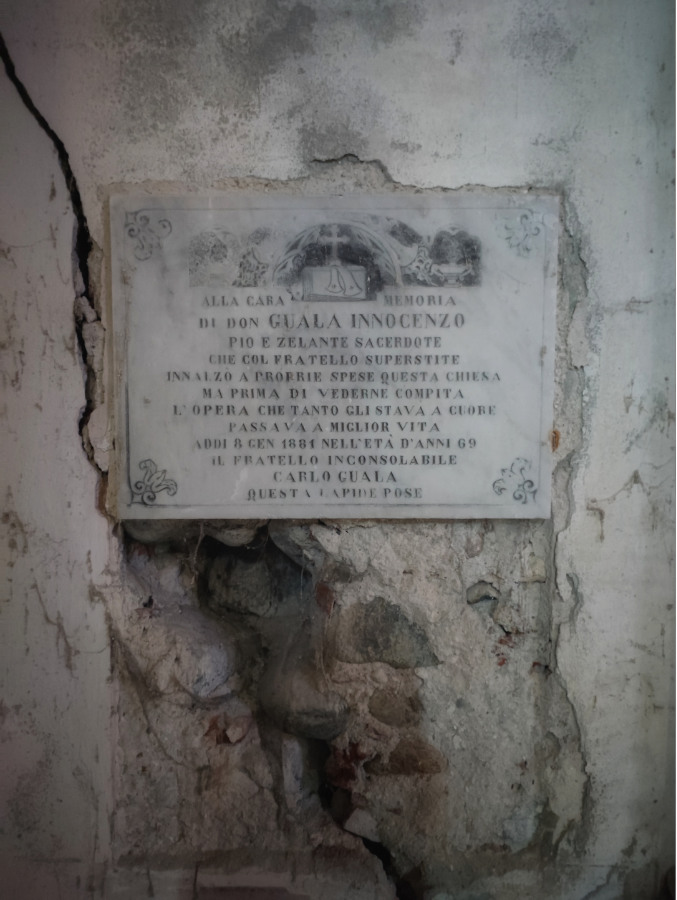 ALLA CARA MEMORIA
DI DON GUALA INNOCENZO
PIO E ZELANTE SACERDOTE
CHE COL FRATELLO SUPERSTITE
INNALZO A PROPRIE SPESE QUESTA CHIESA
MA PRIMA DI VEDERNE COMPITA
L'OPERA CHE TANTO GLI STAVA A CUORE
PASSAVA A MIGLIOR VITA
ADDI 8 GEN 1881 NELL'ETÀ D'ANNI 69
IL FRATELLO INCONSOLABILE
CARLO GUALA
QUESTA LAPIDE POSE